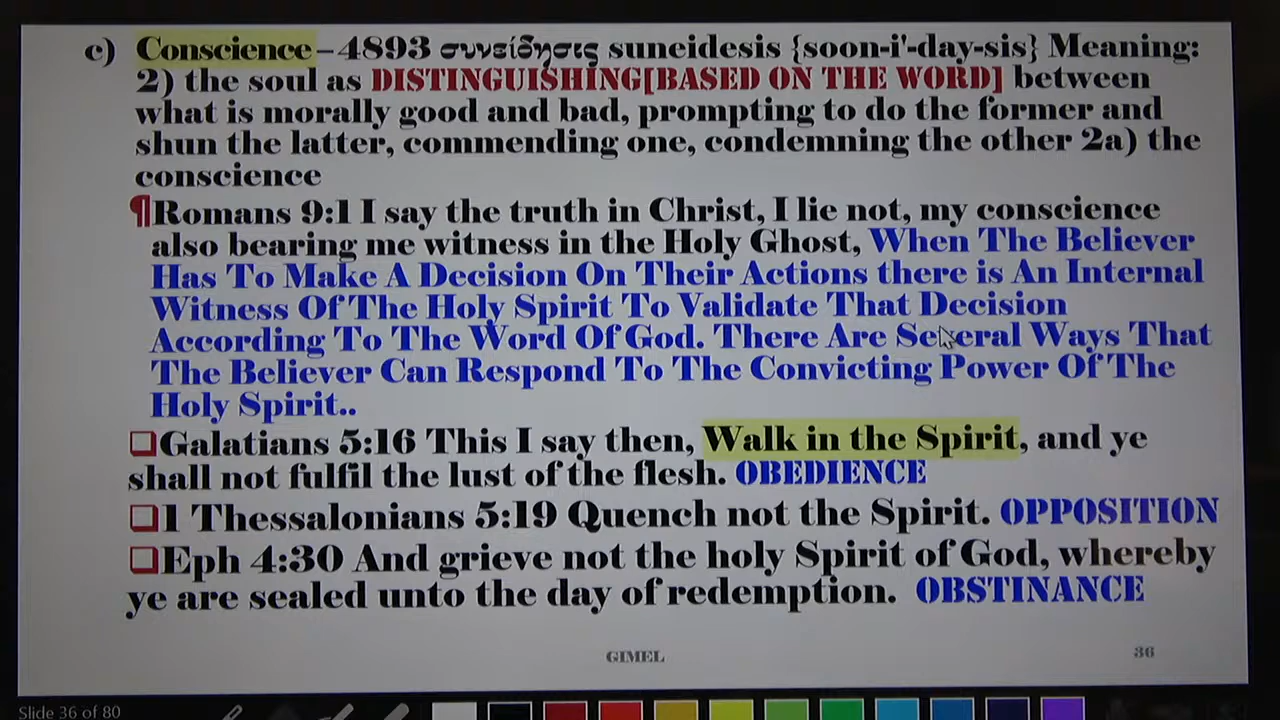 c) Conscience – 4893 συνείδησις suneidesis {soon-i'-day-sis} Meaning:
2) the soul as DISTINGUISHING[BASED ON THE WORD] between
what is morally good and bad, prompting to do the former and
shun the latter, commending one, condemning the other 2a) the
conscience
¶Romans 9:1 I say the truth in Christ, I lie not, my conscience
also bearing me witness in the Holy Ghost, When The Believer
Has To Make A Decision On Their Actions there is An Internal
Witness Of The Holy Spirit To Validate That Decision
According To The Word Of God. There Are Several Ways That
The Believer Can Respond To The Convicting Power Of The
Holy Spirit..
❑Galatians 5:16 This I say then, Walk in the Spirit, and ye
shall not fulfil the lust of the flesh. OBEDIENCE
❑1 Thessalonians 5:19 Quench not the Spirit. OPPOSITION
❑Eph 4:30 And grieve not the holy Spirit of God, whereby
ye are sealed unto the day of redemption. OBSTINANCE
GIMEL 36
Slide 36 of 80